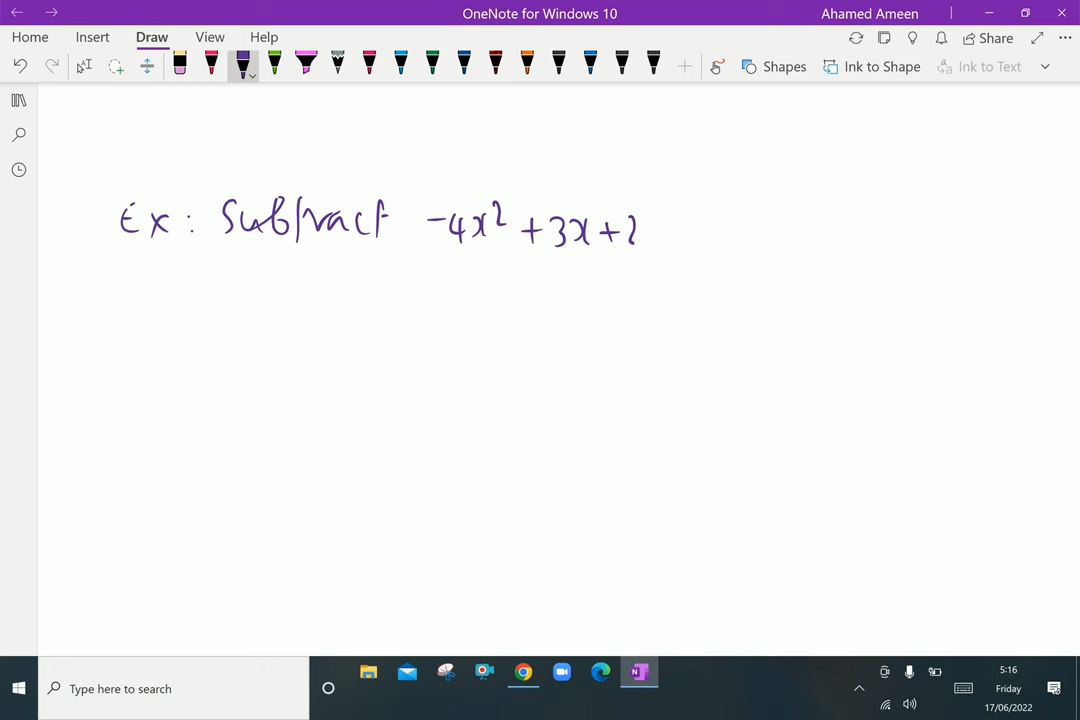 OneNote for Windows 10
Ahamed Ameen
Home Insert Draw View Help
Share
Shapes
Ink to Shape
Ink to Text
Ex : Subtract -4x² + 3x + 2
Type here to search
5:16
Friday
17/06/2022